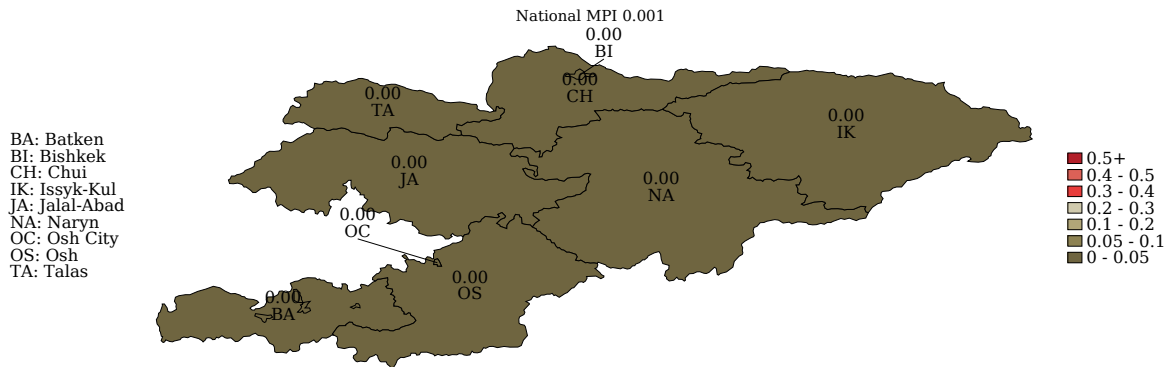 National MPI 0.001
0.00
BI
0.00
CH
0.00
TA
0.00
IK
BA: Batken
BI: Bishkek
CH: Chui
IK: Issyk-Kul
JA: Jalal-Abad
NA: Naryn
OC: Osh City
OS: Osh
TA: Talas
0.00
JA
0.00
NA
0.00
OC
0.00
OS
0.00
BA
0.5+
0.4 - 0.5
0.3 - 0.4
0.2 - 0.3
0.1 - 0.2
0.05 - 0.1
0 - 0.05